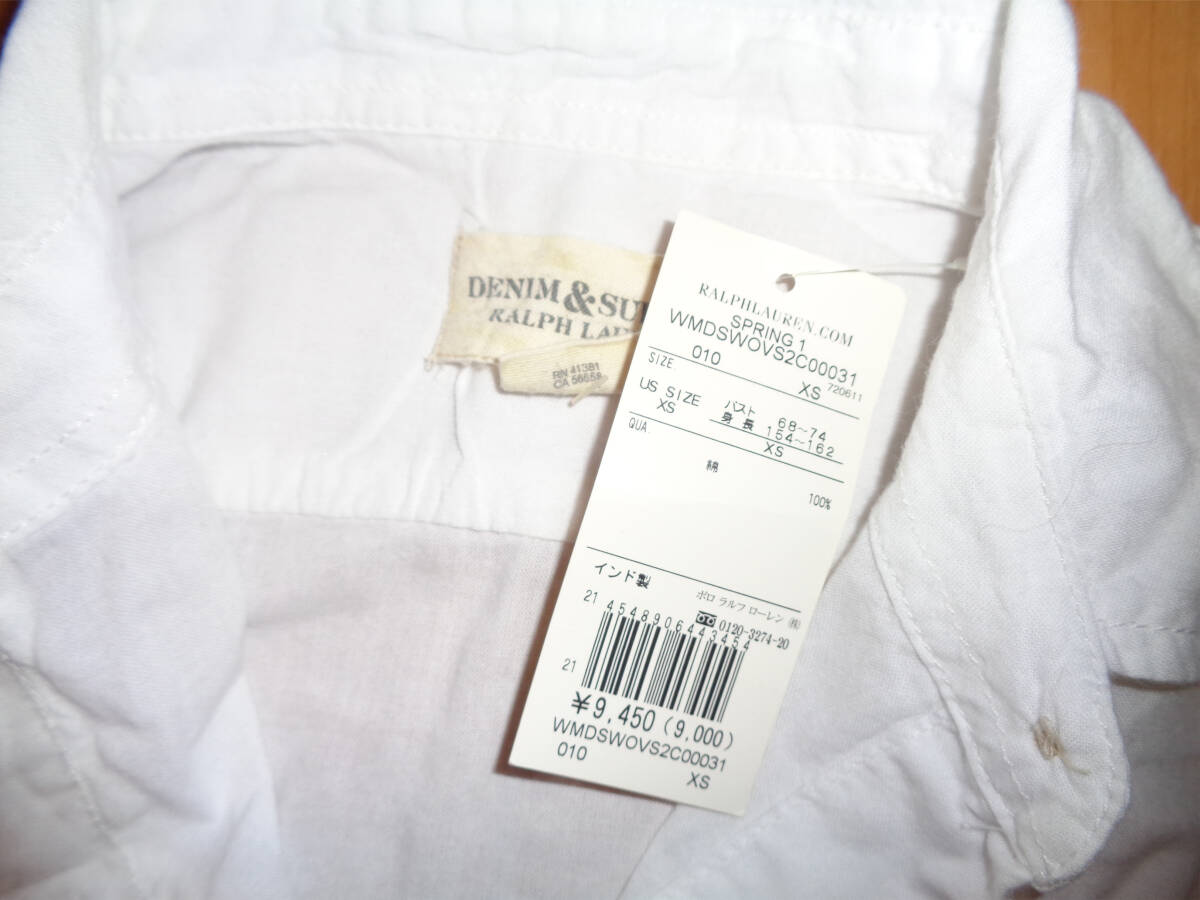 DENIM & SU
RALPH LAU
RN 41381
CA 56658
RALPHLAUREN.COM
SPRING 1
WMDSWOVS2C00031
SIZE. 010 XS 720611
US SIZE バスト 68~74
XS 身長 154~162
XS
QUA.
綿 100%
インド製
ポロ ラルフ ローレン ㈱
0120-3274-20
21 4548906443454
21
¥9,450 (9,000)
WMDSWOVS2C00031
010 XS